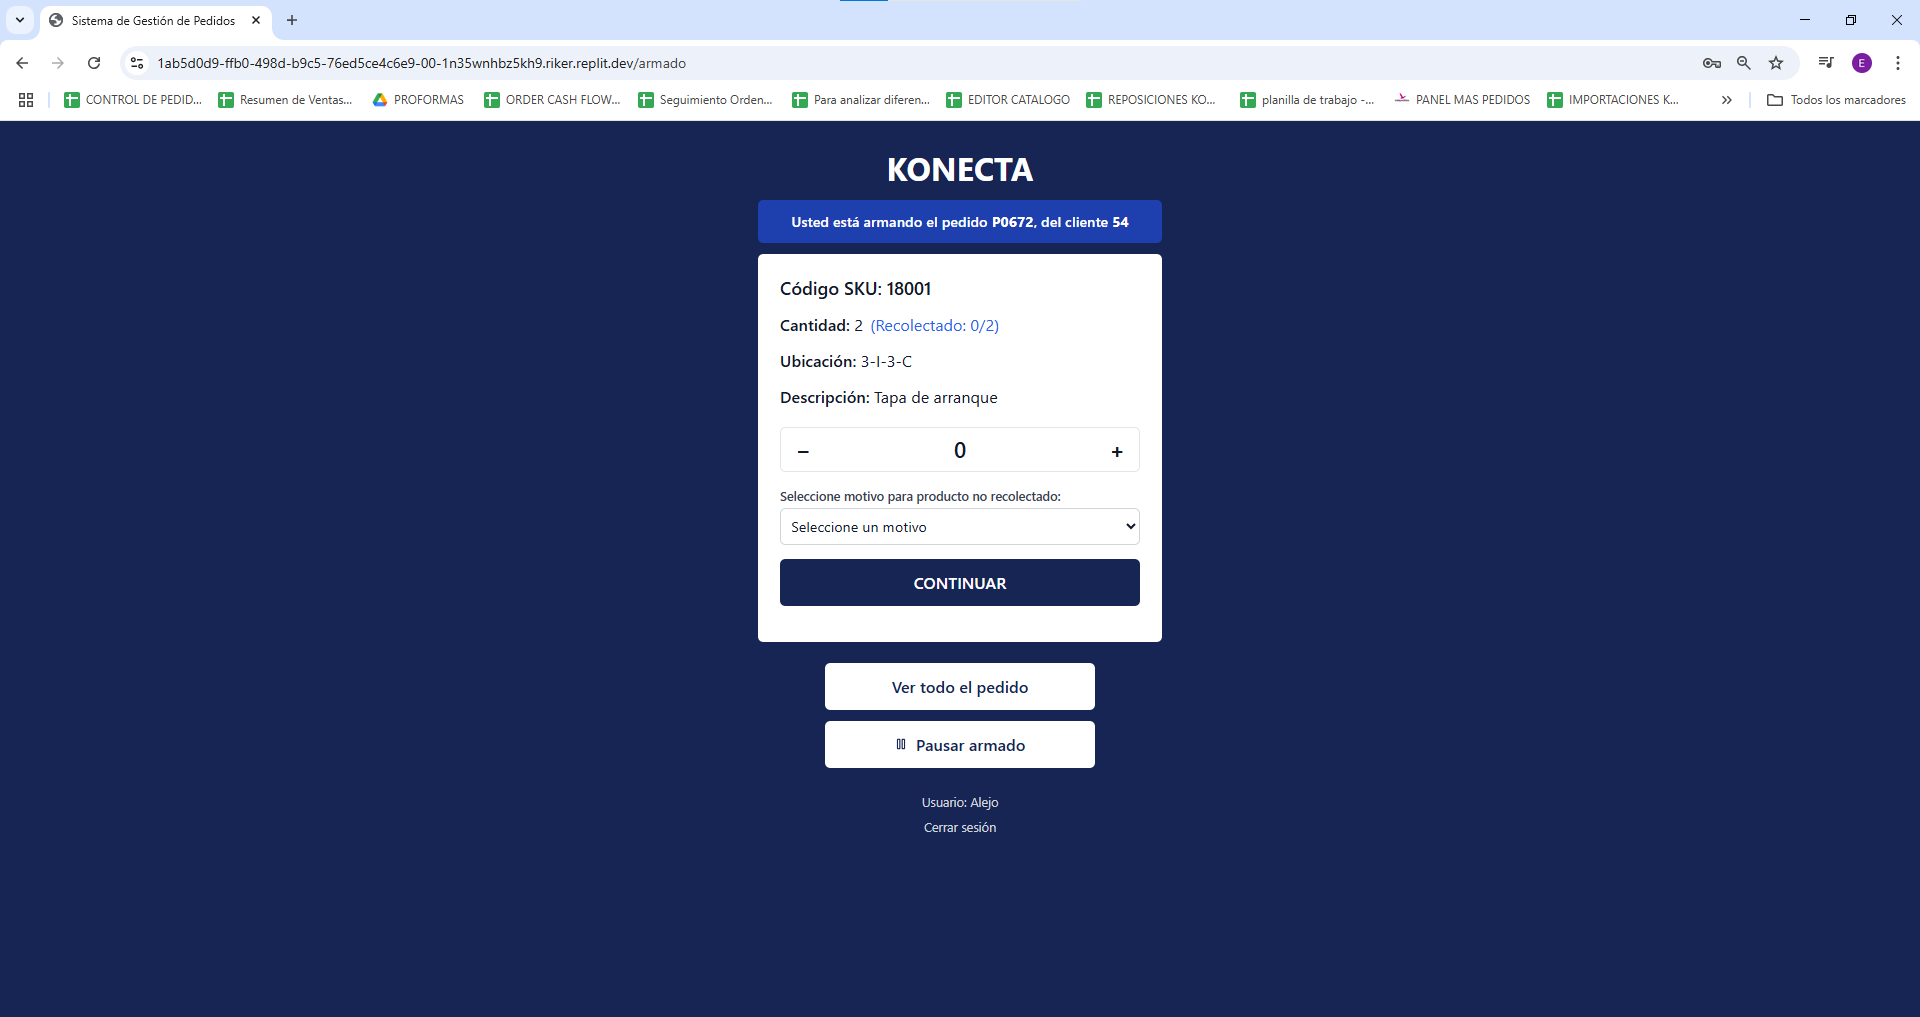 Sistema de Gestión de Pedidos
1ab5d0d9-ffb0-498d-b9c5-76ed5ce4c6e9-00-1n35wnhbz5kh9.riker.replit.dev/armado
E
CONTROL DE PEDID...
Resumen de Ventas...
PROFORMAS
ORDER CASH FLOW...
Seguimiento Orden...
Para analizar diferen...
EDITOR CATALOGO
REPOSICIONES KO...
planilla de trabajo -...
PANEL MAS PEDIDOS
IMPORTACIONES K...
Todos los marcadores
KONECTA
Usted está armando el pedido P0672, del cliente 54
Código SKU: 18001
Cantidad: 2 (Recolectado: 0/2)
Ubicación: 3-I-3-C
Descripción: Tapa de arranque
− 0 +
Seleccione motivo para producto no recolectado:
Seleccione un motivo
CONTINUAR
Ver todo el pedido
Pausar armado
Usuario: Alejo
Cerrar sesión